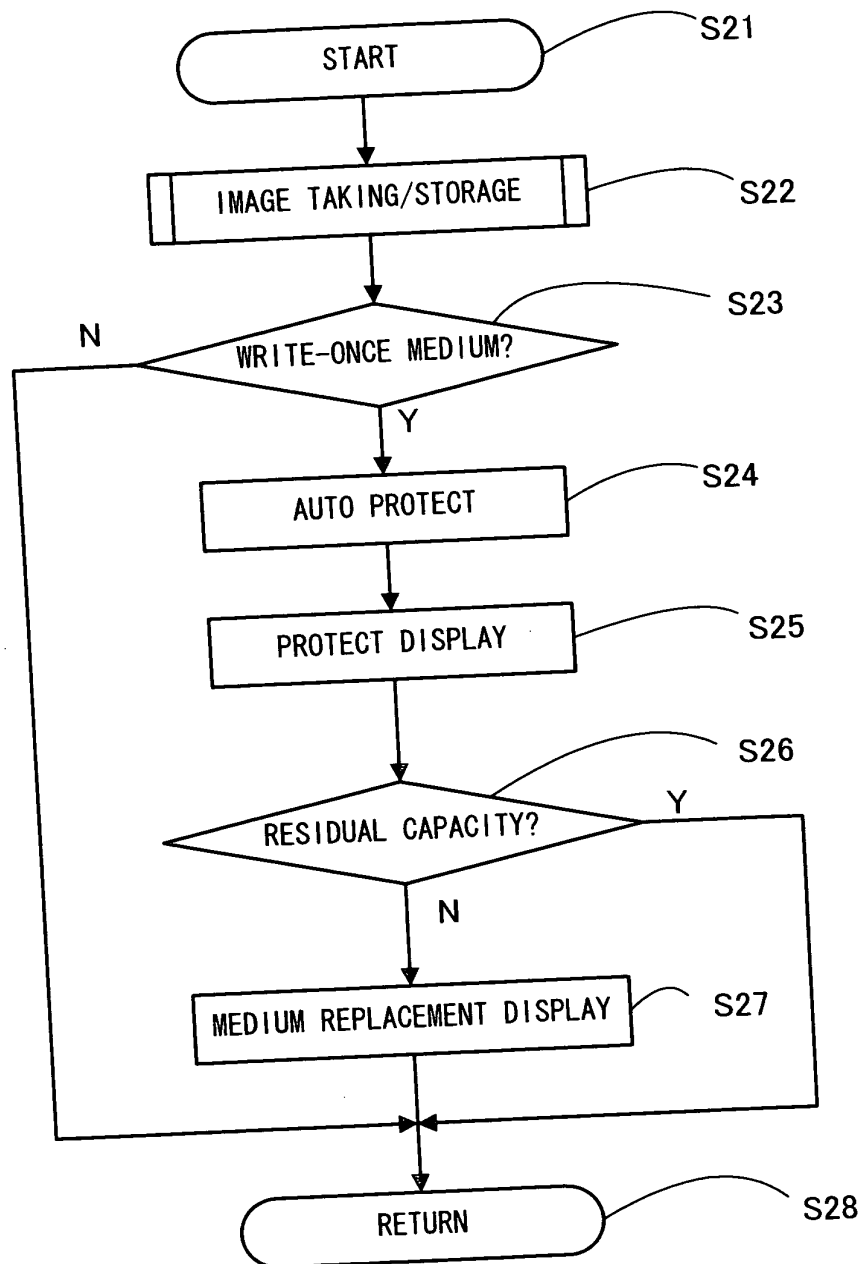 START
S21
IMAGE TAKING/STORAGE
S22
S23
N
WRITE-ONCE MEDIUM?
Y
S24
AUTO PROTECT
S25
PROTECT DISPLAY
S26
Y
RESIDUAL CAPACITY?
N
MEDIUM REPLACEMENT DISPLAY
S27
RETURN
S28